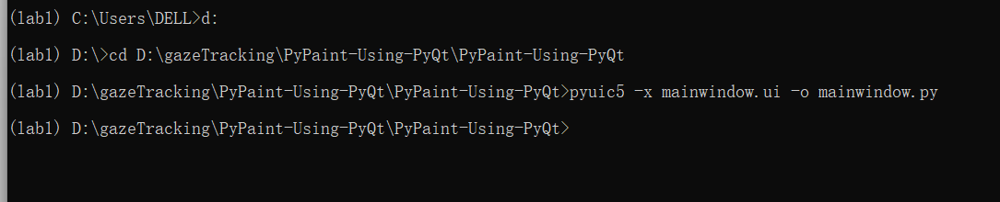 (lab1) C:\Users\DELL>d:
(lab1) D:\>cd D:\gazeTracking\PyPaint-Using-PyQt\PyPaint-Using-PyQt
(lab1) D:\gazeTracking\PyPaint-Using-PyQt\PyPaint-Using-PyQt>pyuic5 -x mainwindow.ui -o mainwindow.py
(lab1) D:\gazeTracking\PyPaint-Using-PyQt\PyPaint-Using-PyQt>